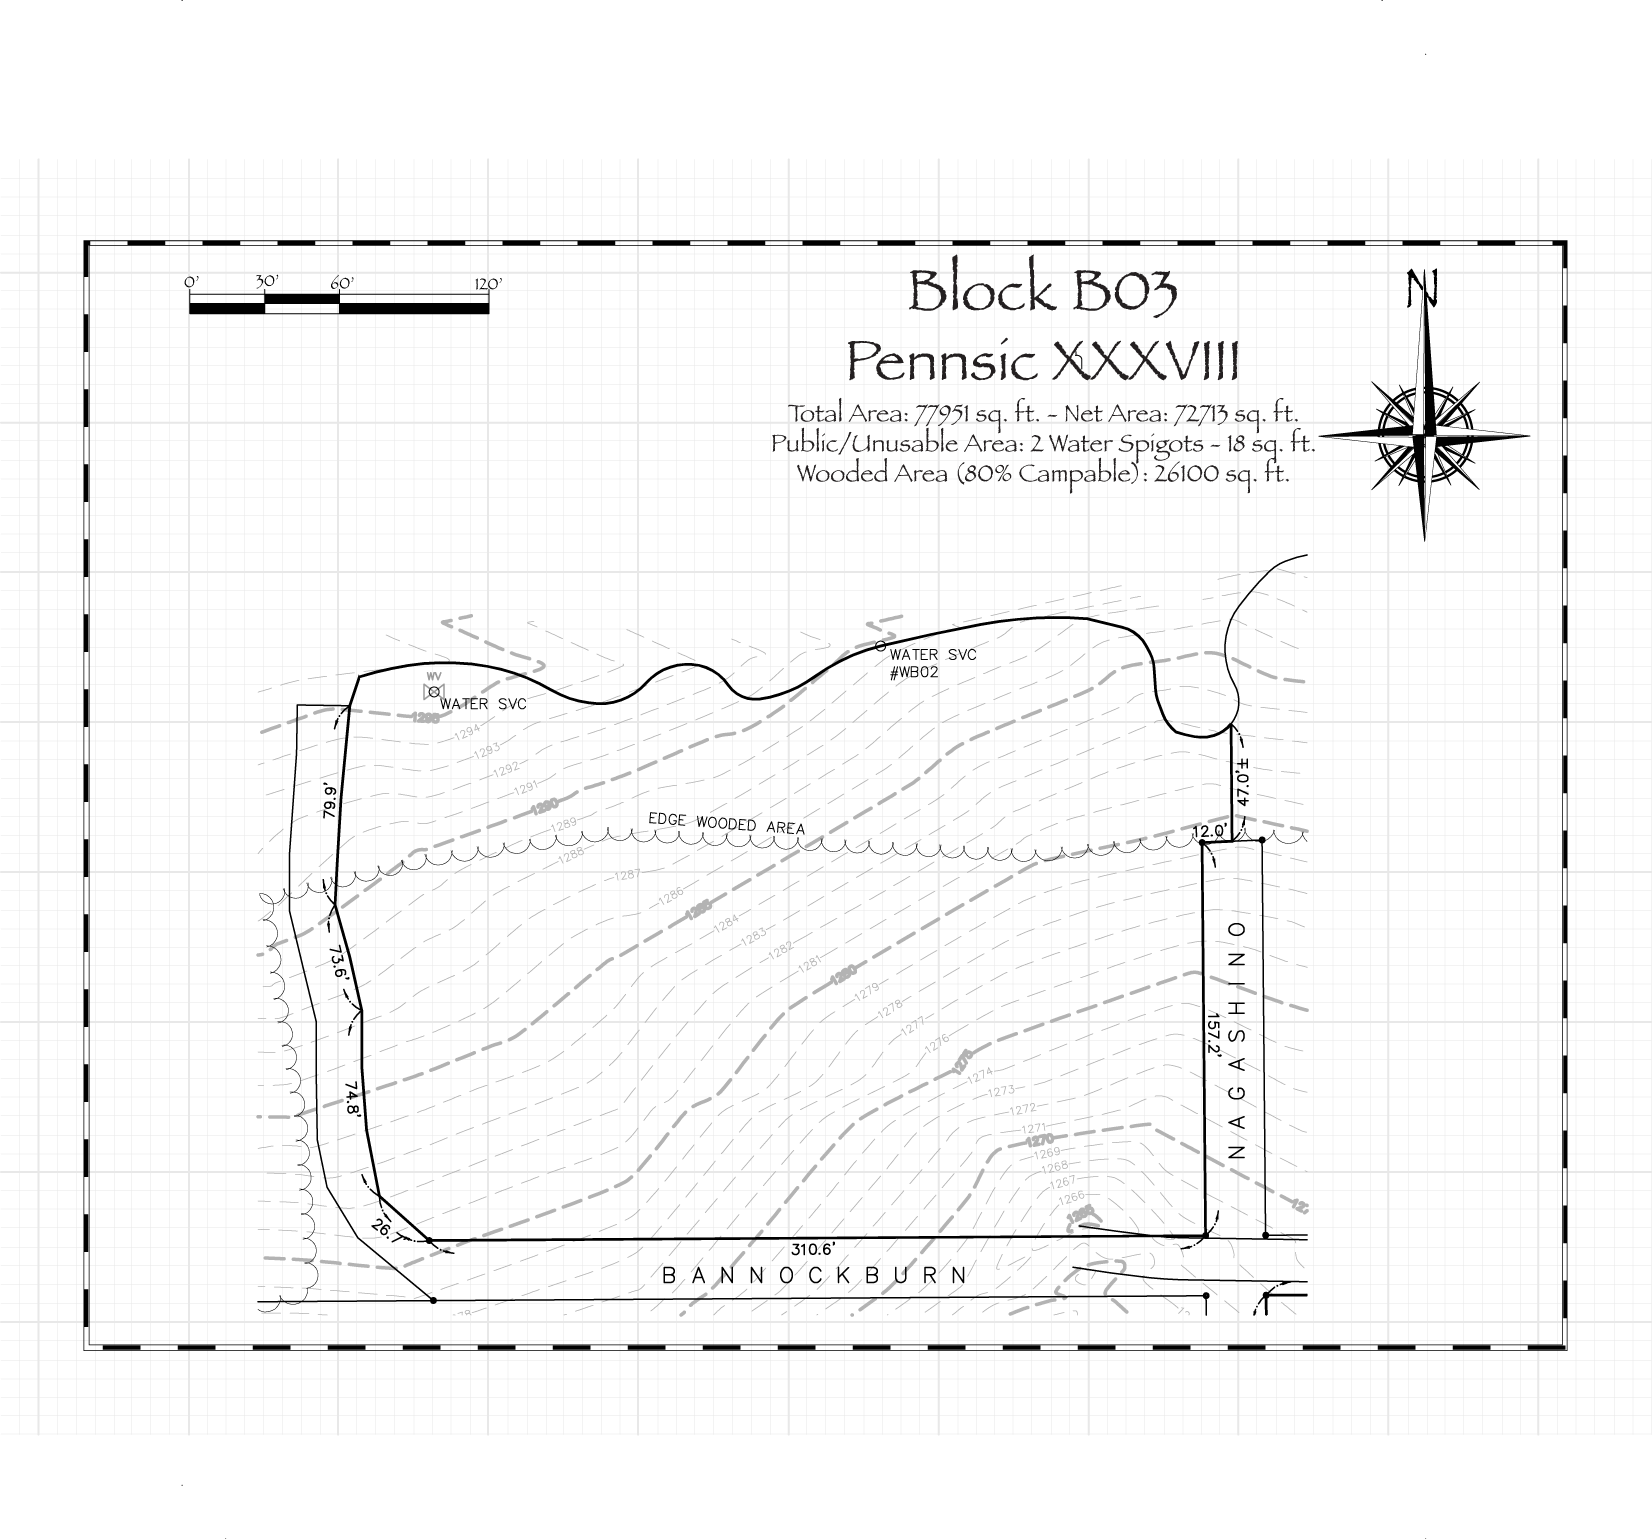 0' 30' 60' 120'
Block B03
Pennsic XXXVIII
Total Area: 77951 sq. ft. - Net Area: 72713 sq. ft.
Public/Unusable Area: 2 Water Spigots - 18 sq. ft.
Wooded Area (80% Campable): 26100 sq. ft.
N
WATER SVC
#WB02
WV
WATER SVC
1294
1293
1292
1291
1290
1289
1288
1287
1286
1285
1284
1283
1282
1281
1280
1279
1278
1277
1276
1275
1274
1273
1272
1271
1270
1269
1268
1267
1266
1265
EDGE WOODED AREA
79.9'
73.6'
74.8'
26.7
47.0'±
12.0'
157.2'
NAGASHINO
310.6'
BANNOCKBURN